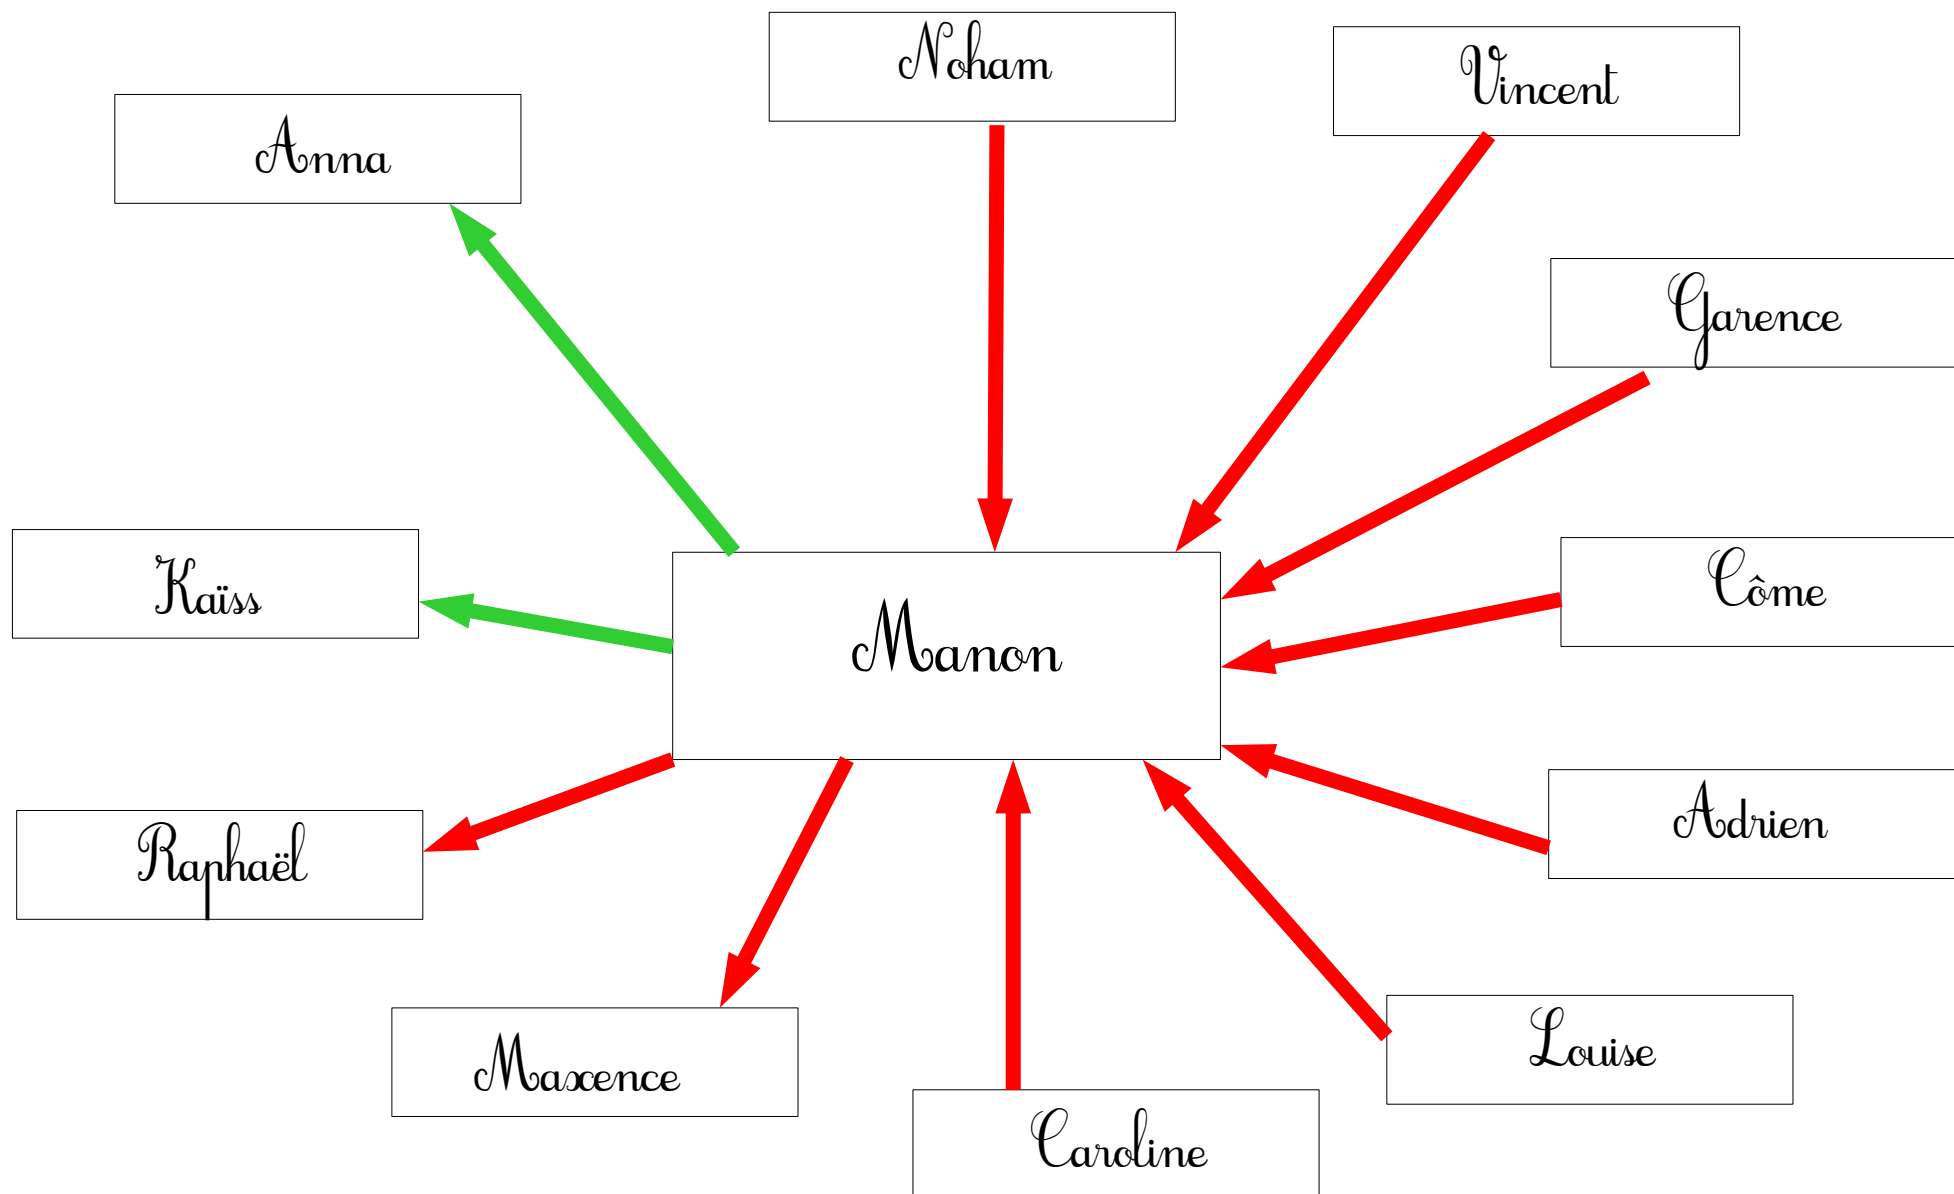 Noham
Vincent
Anna
Garence
Kaïss
Côme
Manon
Adrien
Raphaël
Maxence
Louise
Caroline